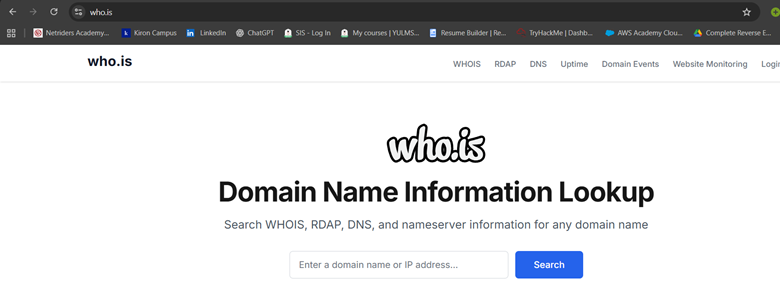 who.is
Netriders Academy... Kiron Campus LinkedIn ChatGPT SIS - Log In My courses | YULMS... Resume Builder | Re... TryHackMe | Dashb... AWS Academy Clou... Complete Reverse E...
who.is WHOIS RDAP DNS Uptime Domain Events Website Monitoring Login
who.is
Domain Name Information Lookup
Search WHOIS, RDAP, DNS, and nameserver information for any domain name
Enter a domain name or IP address... Search